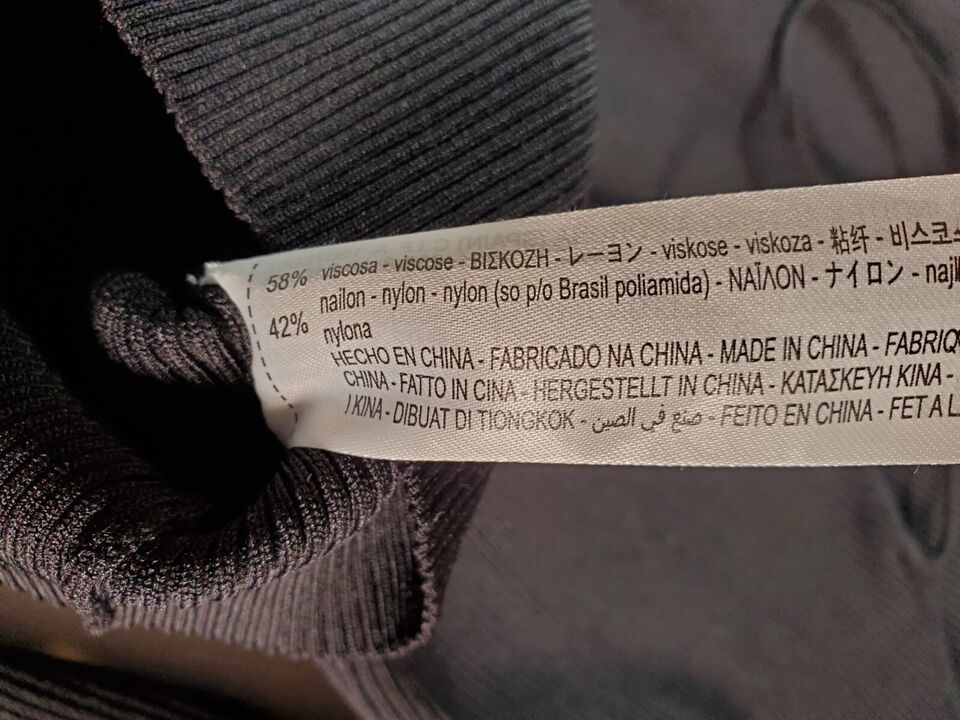 58% viscosa - viscose - ΒΙΣΚΟΖΗ - レーヨン - viskose - viskoza - 粘纤 - 비스코스
nailon - nylon - nylon (so p/o Brasil poliamida) - ΝΑΪΛΟΝ - ナイロン - najl
42% nylona
HECHO EN CHINA - FABRICADO NA CHINA - MADE IN CHINA - FABRIQ
CHINA - FATTO IN CINA - HERGESTELLT IN CHINA - ΚΑΤΑΣΚΕΥΗ ΚΙΝΑ -
I KINA - DIBUAT DI TIONGKOK - صنع في الصين - FEITO EN CHINA - FET A L